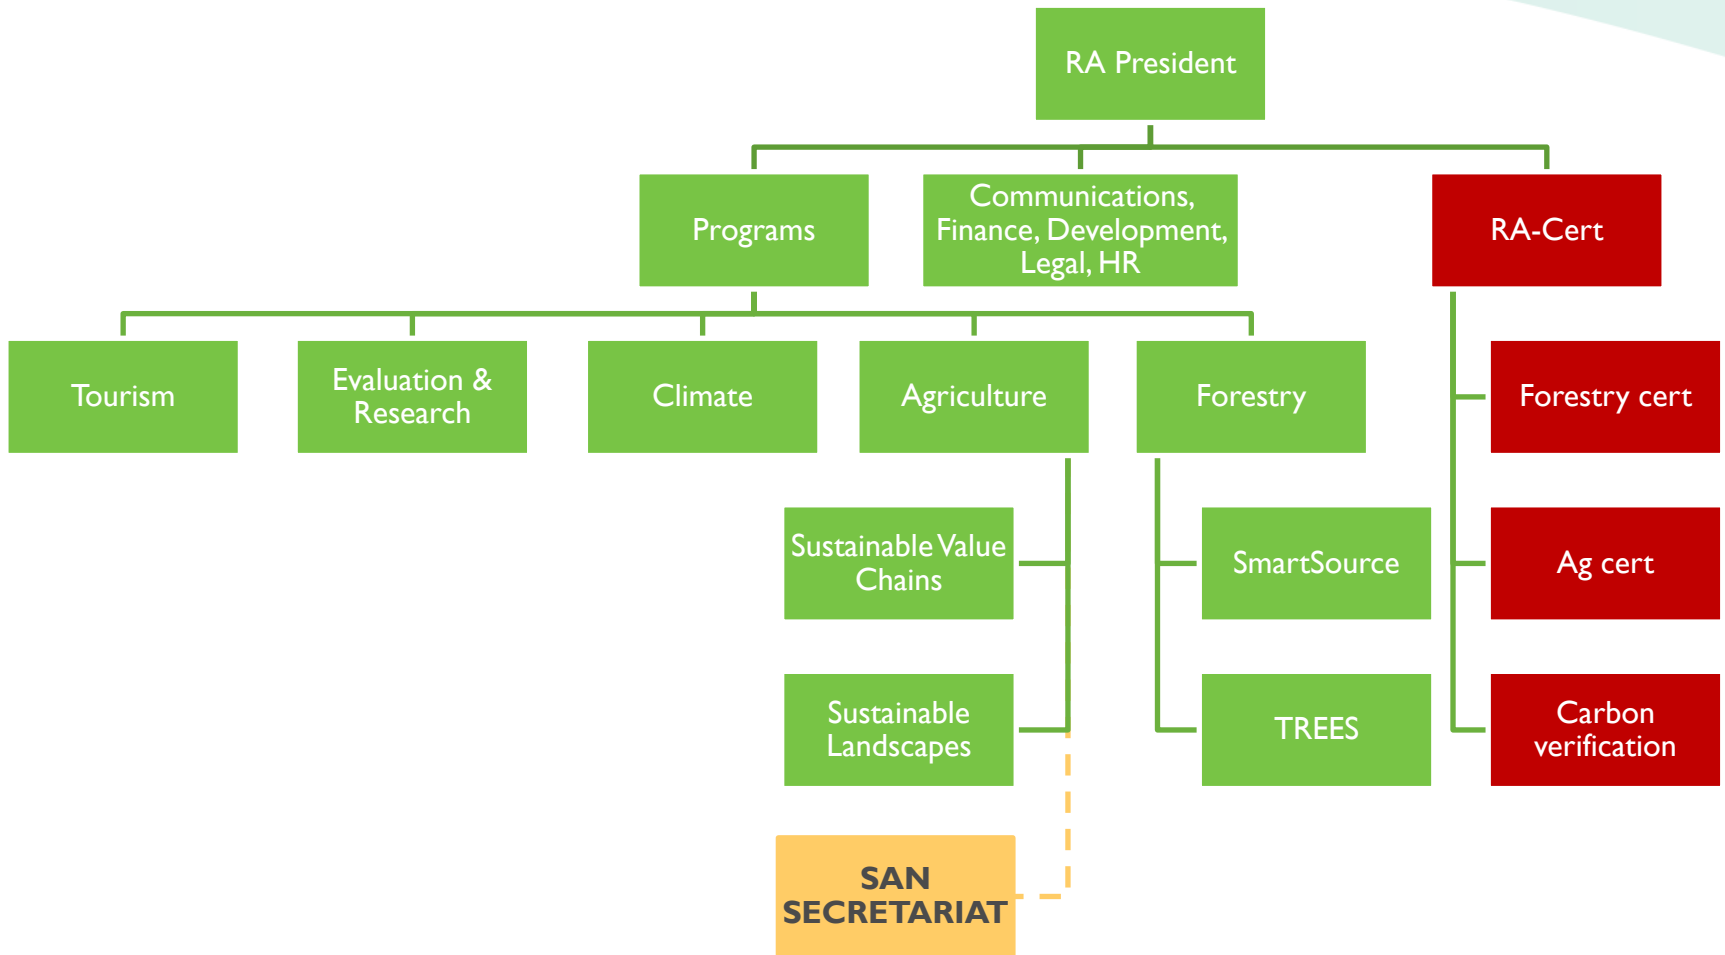 RA President
Programs
Communications,
Finance, Development,
Legal, HR
RA-Cert
Tourism
Evaluation &
Research
Climate
Agriculture
Forestry
Forestry cert
Sustainable Value
Chains
SmartSource
Ag cert
Sustainable
Landscapes
TREES
Carbon
verification
SAN
SECRETARIAT